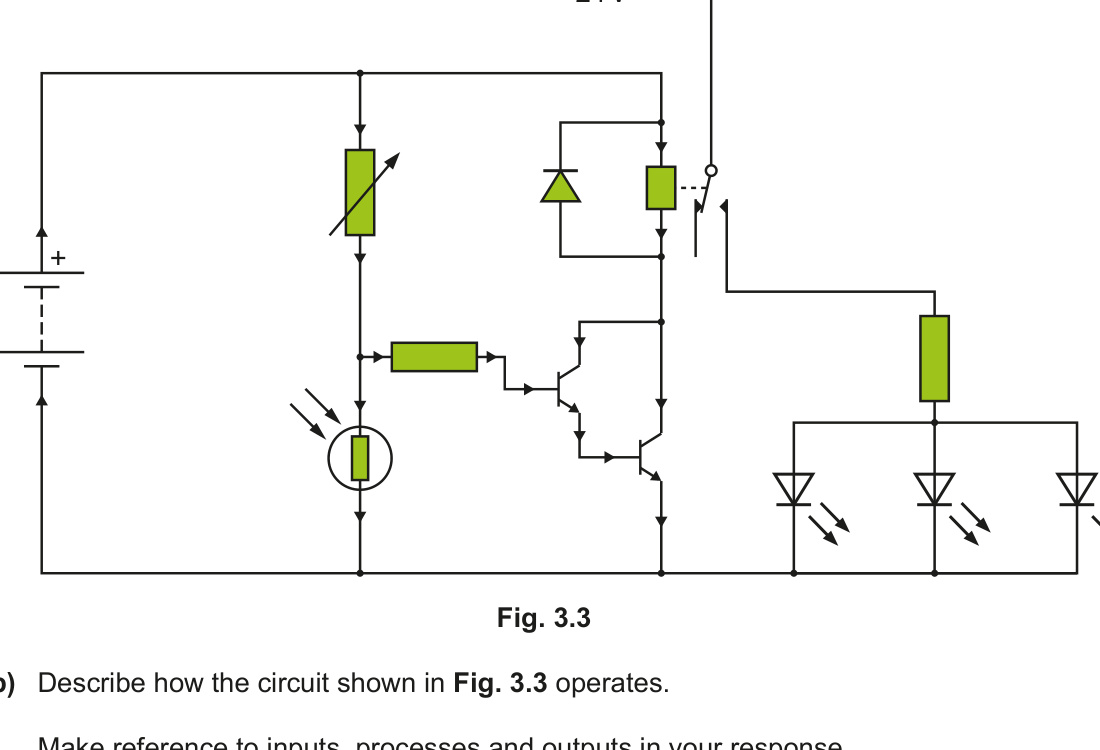 +
Fig. 3.3
) Describe how the circuit shown in Fig. 3.3 operates.
Make reference to inputs, processes and outputs in your response